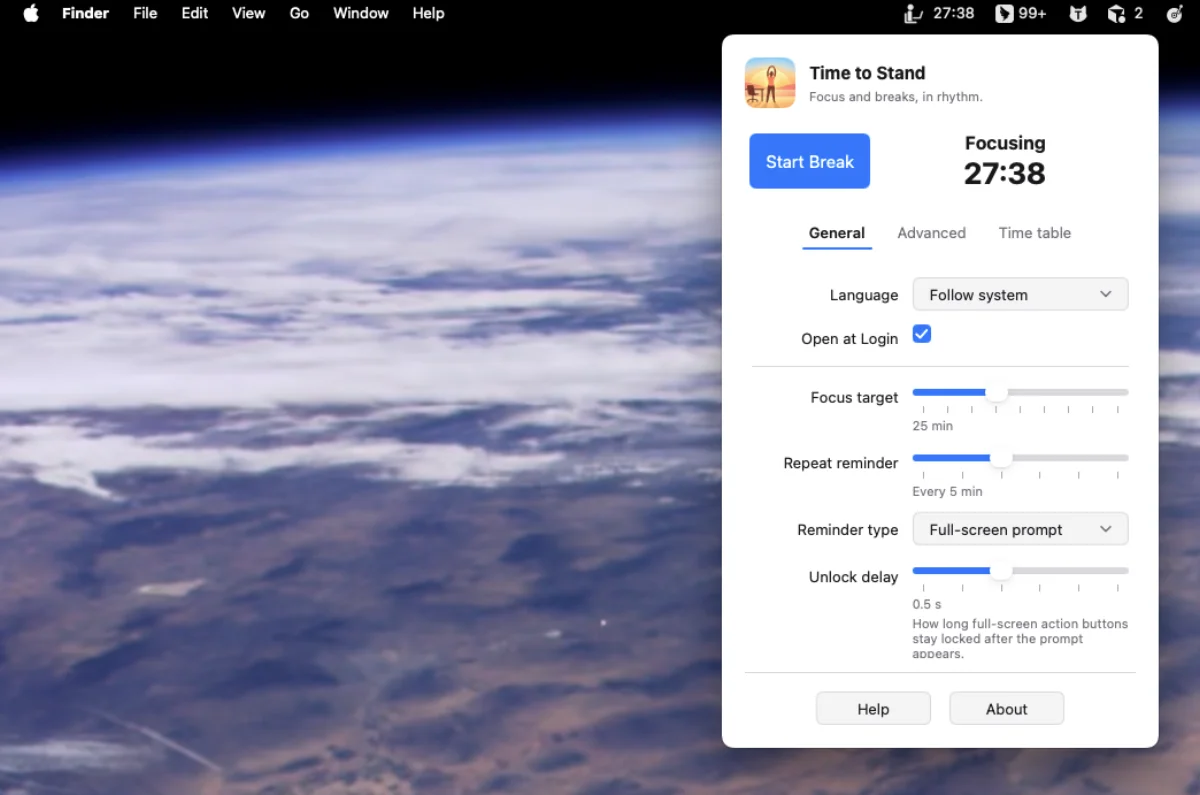 Finder File Edit View Go Window Help 27:38 99+ 2
Time to Stand
Focus and breaks, in rhythm.
Start Break
Focusing
27:38
General Advanced Time table
Language Follow system
Open at Login
Focus target
25 min
Repeat reminder
Every 5 min
Reminder type Full-screen prompt
Unlock delay
0.5 s
How long full-screen action buttons
stay locked after the prompt
appears.
Help About